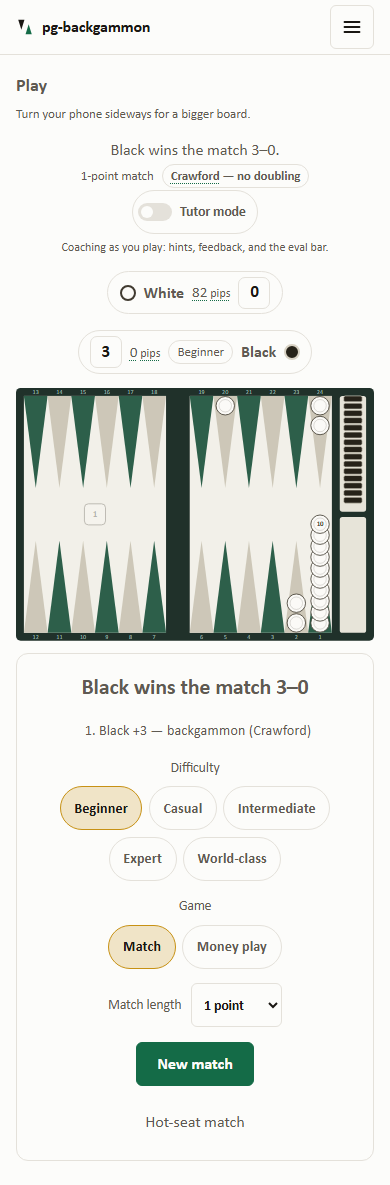 pg-backgammon
Play
Turn your phone sideways for a bigger board.
Black wins the match 3–0.
1-point match Crawford — no doubling
Tutor mode
Coaching as you play: hints, feedback, and the eval bar.
White 82 pips 0
3 0 pips Beginner Black
13 14 15 16 17 18 19 20 21 22 23 24
1
10
12 11 10 9 8 7 6 5 4 3 2 1
Black wins the match 3–0
1. Black +3 — backgammon (Crawford)
Difficulty
Beginner Casual Intermediate
Expert World-class
Game
Match Money play
Match length 1 point
New match
Hot-seat match